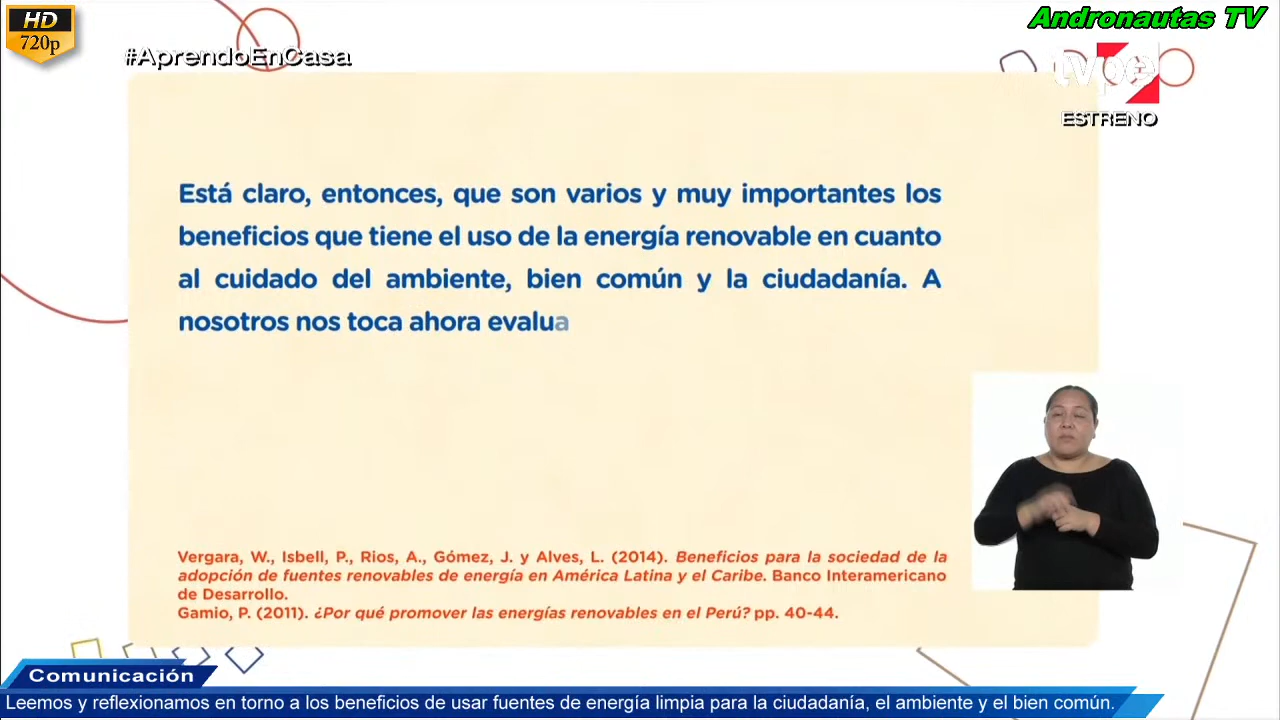 HD
720p
#AprendoEnCasa
Andronautas TV
tvpe
ESTRENO
Está claro, entonces, que son varios y muy importantes los
beneficios que tiene el uso de la energía renovable en cuanto
al cuidado del ambiente, bien común y la ciudadanía. A
nosotros nos toca ahora evalua
Vergara, W., Isbell, P., Rios, A., Gómez, J. y Alves, L. (2014). Beneficios para la sociedad de la
adopción de fuentes renovables de energía en América Latina y el Caribe. Banco Interamericano
de Desarrollo.
Gamio, P. (2011). ¿Por qué promover las energías renovables en el Perú? pp. 40-44.
Comunicación
Leemos y reflexionamos en torno a los beneficios de usar fuentes de energía limpia para la ciudadanía, el ambiente y el bien común.